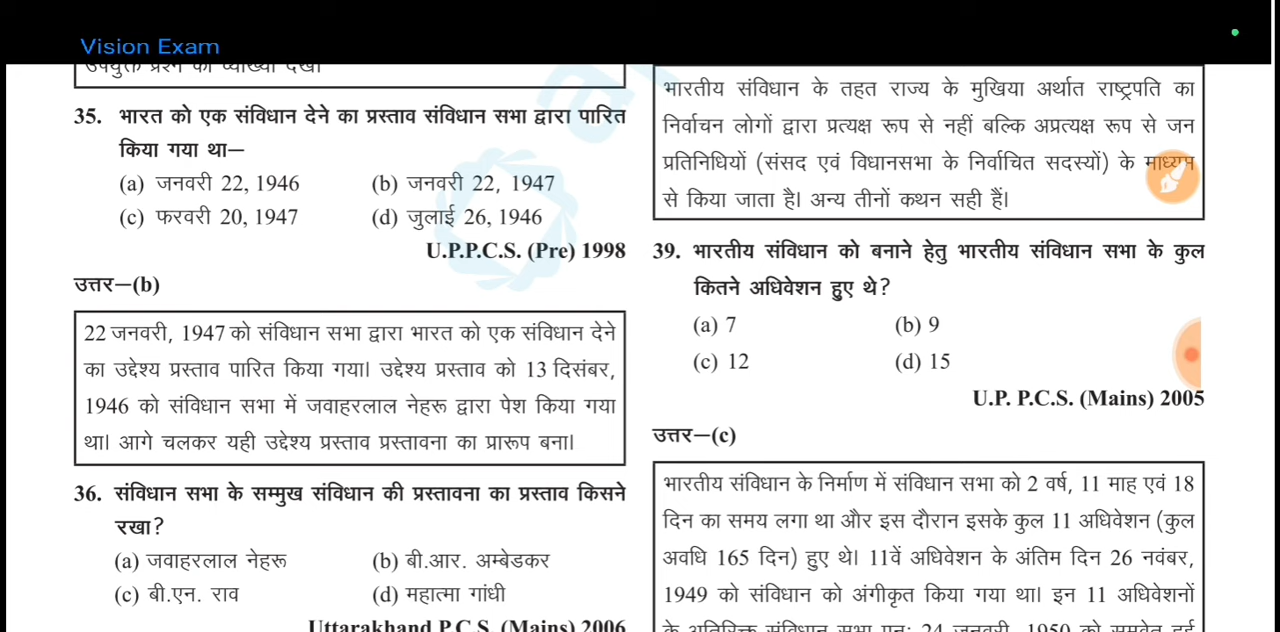 Vision Exam
उपर्युक्त प्रश्न की व्याख्या देखें।
35. भारत को एक संविधान देने का प्रस्ताव संविधान सभा द्वारा पारित
किया गया था—
(a) जनवरी 22, 1946 (b) जनवरी 22, 1947
(c) फरवरी 20, 1947 (d) जुलाई 26, 1946
U.P.P.C.S. (Pre) 1998
उत्तर—(b)
22 जनवरी, 1947 को संविधान सभा द्वारा भारत को एक संविधान देने
का उद्देश्य प्रस्ताव पारित किया गया। उद्देश्य प्रस्ताव को 13 दिसंबर,
1946 को संविधान सभा में जवाहरलाल नेहरू द्वारा पेश किया गया
था। आगे चलकर यही उद्देश्य प्रस्ताव प्रस्तावना का प्रारूप बना।
36. संविधान सभा के सम्मुख संविधान की प्रस्तावना का प्रस्ताव किसने
रखा?
(a) जवाहरलाल नेहरू (b) बी.आर. अम्बेडकर
(c) बी.एन. राव (d) महात्मा गांधी
Uttarakhand P.C.S. (Mains) 2006
भारतीय संविधान के तहत राज्य के मुखिया अर्थात राष्ट्रपति का
निर्वाचन लोगों द्वारा प्रत्यक्ष रूप से नहीं बल्कि अप्रत्यक्ष रूप से जन
प्रतिनिधियों (संसद एवं विधानसभा के निर्वाचित सदस्यों) के माध्यम
से किया जाता है। अन्य तीनों कथन सही हैं।
39. भारतीय संविधान को बनाने हेतु भारतीय संविधान सभा के कुल
कितने अधिवेशन हुए थे?
(a) 7 (b) 9
(c) 12 (d) 15
U.P. P.C.S. (Mains) 2005
उत्तर—(c)
भारतीय संविधान के निर्माण में संविधान सभा को 2 वर्ष, 11 माह एवं 18
दिन का समय लगा था और इस दौरान इसके कुल 11 अधिवेशन (कुल
अवधि 165 दिन) हुए थे। 11वें अधिवेशन के अंतिम दिन 26 नवंबर,
1949 को संविधान को अंगीकृत किया गया था। इन 11 अधिवेशनों
के अतिरिक्त संविधान सभा पुनः 24 जनवरी, 1950 को समवेत हुई